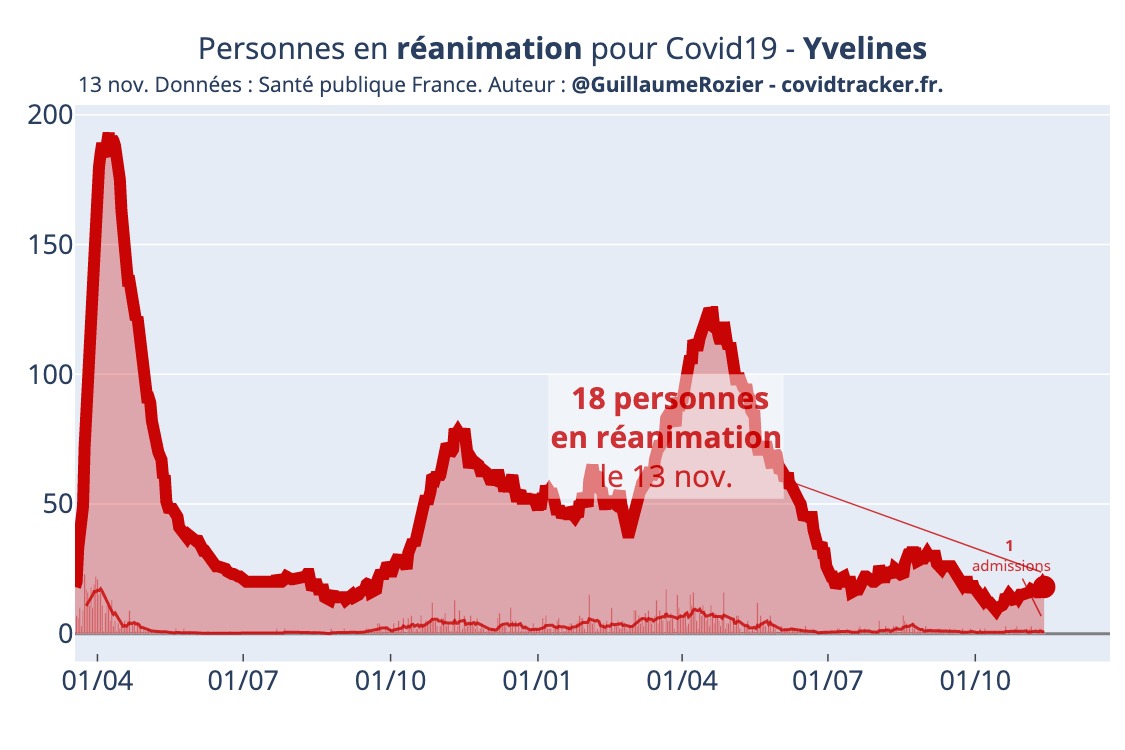 Personnes en réanimation pour Covid19 - Yvelines
13 nov. Données : Santé publique France. Auteur : @GuillaumeRozier - covidtracker.fr.
200
150
100
50
0
18 personnes
en réanimation
le 13 nov.
1
admissions
01/04
01/07
01/10
01/01
01/04
01/07
01/10